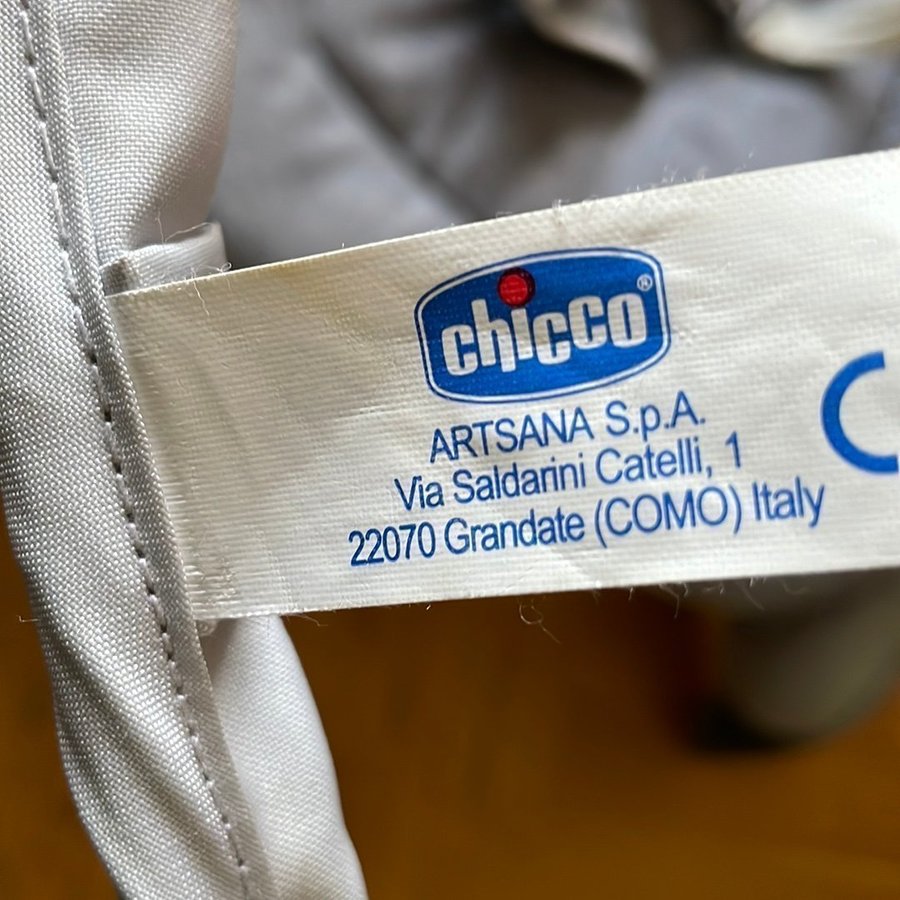 chicco®
ARTSANA S.p.A.
Via Saldarini Catelli, 1
22070 Grandate (COMO) Italy